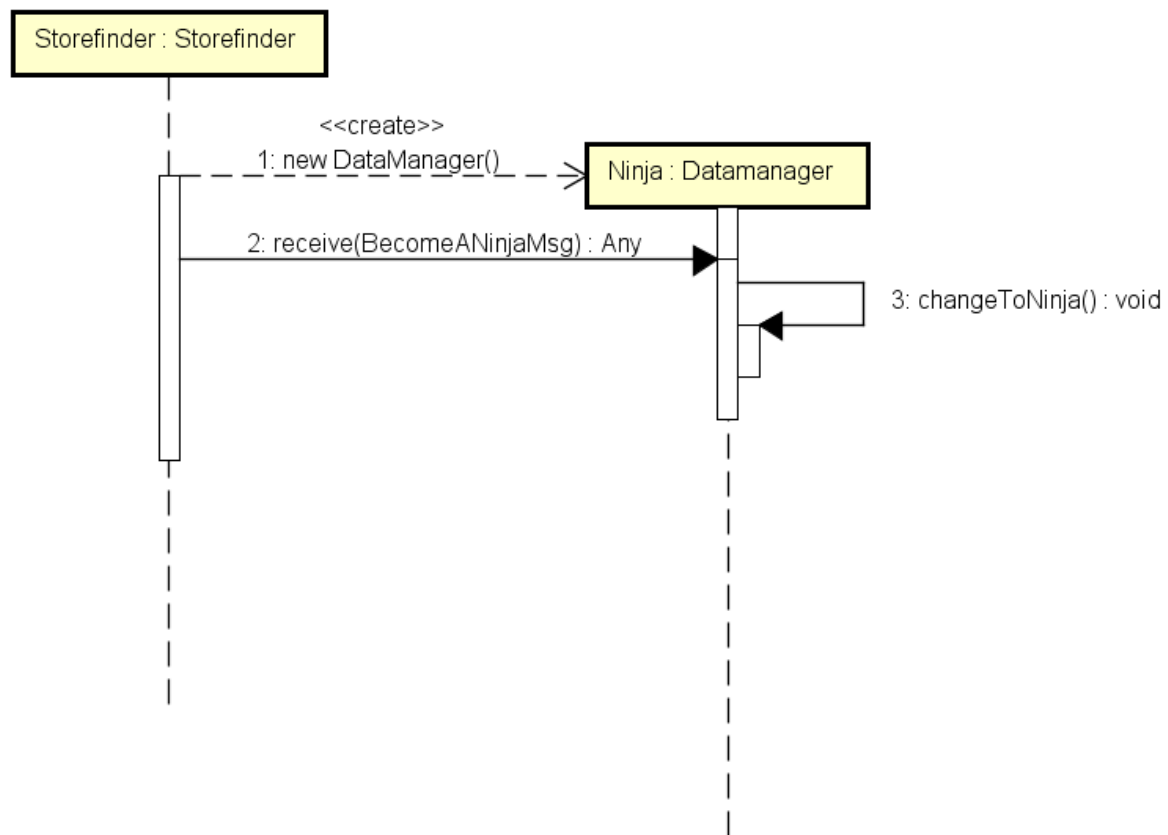 Storefinder : Storefinder
<<create>>
1: new DataManager()
Ninja : Datamanager
2: receive(BecomeANinjaMsg) : Any
3: changeToNinja() : void